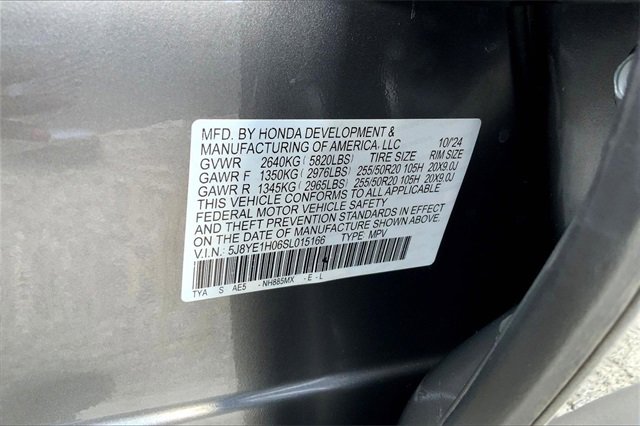 MFD. BY HONDA DEVELOPMENT &
MANUFACTURING OF AMERICA, LLC 10/'24
GVWR 2640KG ( 5820LBS) TIRE SIZE RIM SIZE
GAWR F 1350KG ( 2976LBS) 255/50R20 105H 20X9.0J
GAWR R 1345KG ( 2965LBS) 255/50R20 105H 20X9.0J
THIS VEHICLE CONFORMS TO ALL APPLICABLE
FEDERAL MOTOR VEHICLE SAFETY
AND THEFT PREVENTION STANDARDS IN EFFECT
ON THE DATE OF MANUFACTURE SHOWN ABOVE.
V.I.N.: 5J8YE1H06SL015166 TYPE: MPV
TYA S AE5 - NH885MX - E - L